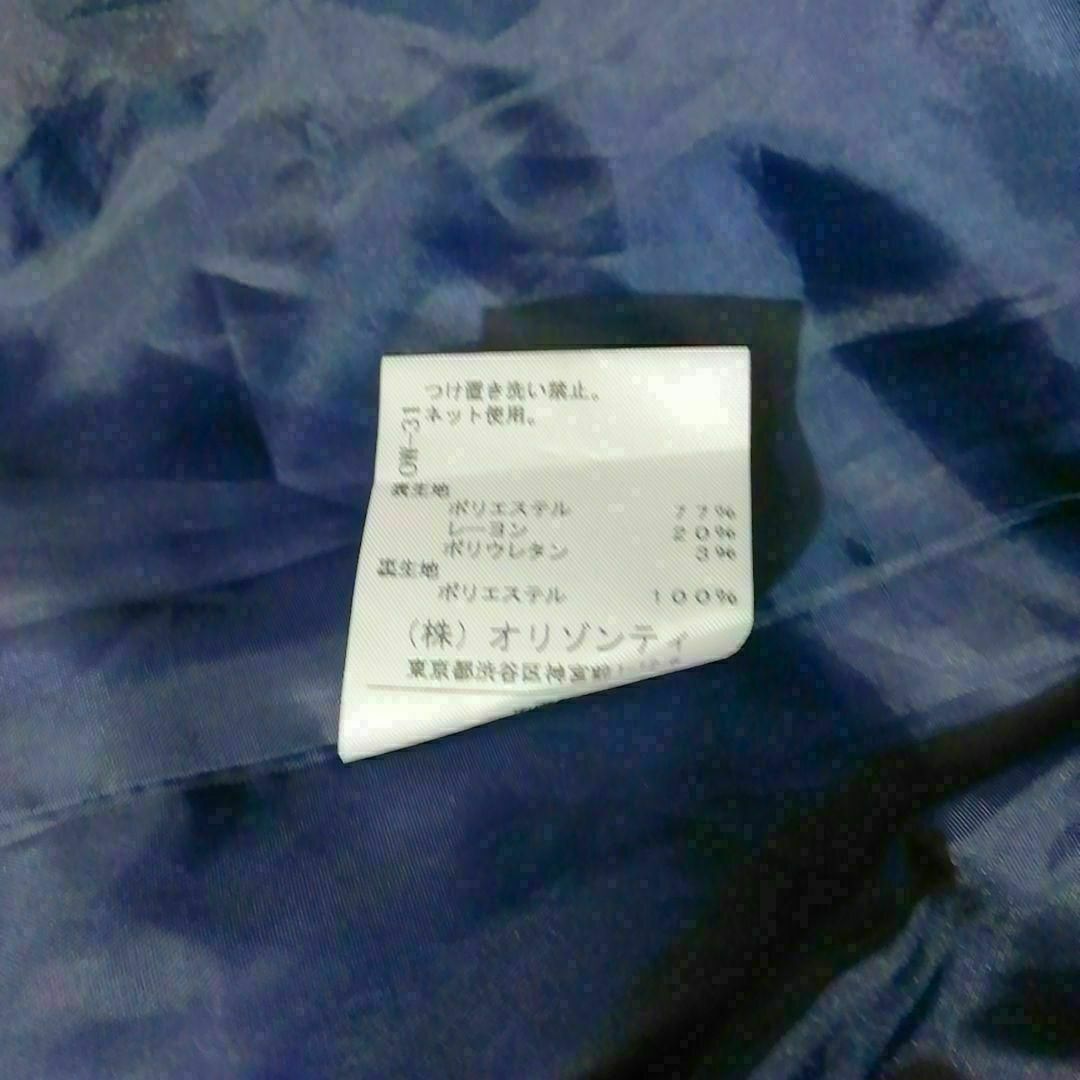 つけ置き洗い禁止。
ネット使用。
OW-31
表生地
ポリエステル 77%
レーヨン 20%
ポリウレタン 3%
裏生地
ポリエステル 100%
(株)オリゾンティ
東京都渋谷区